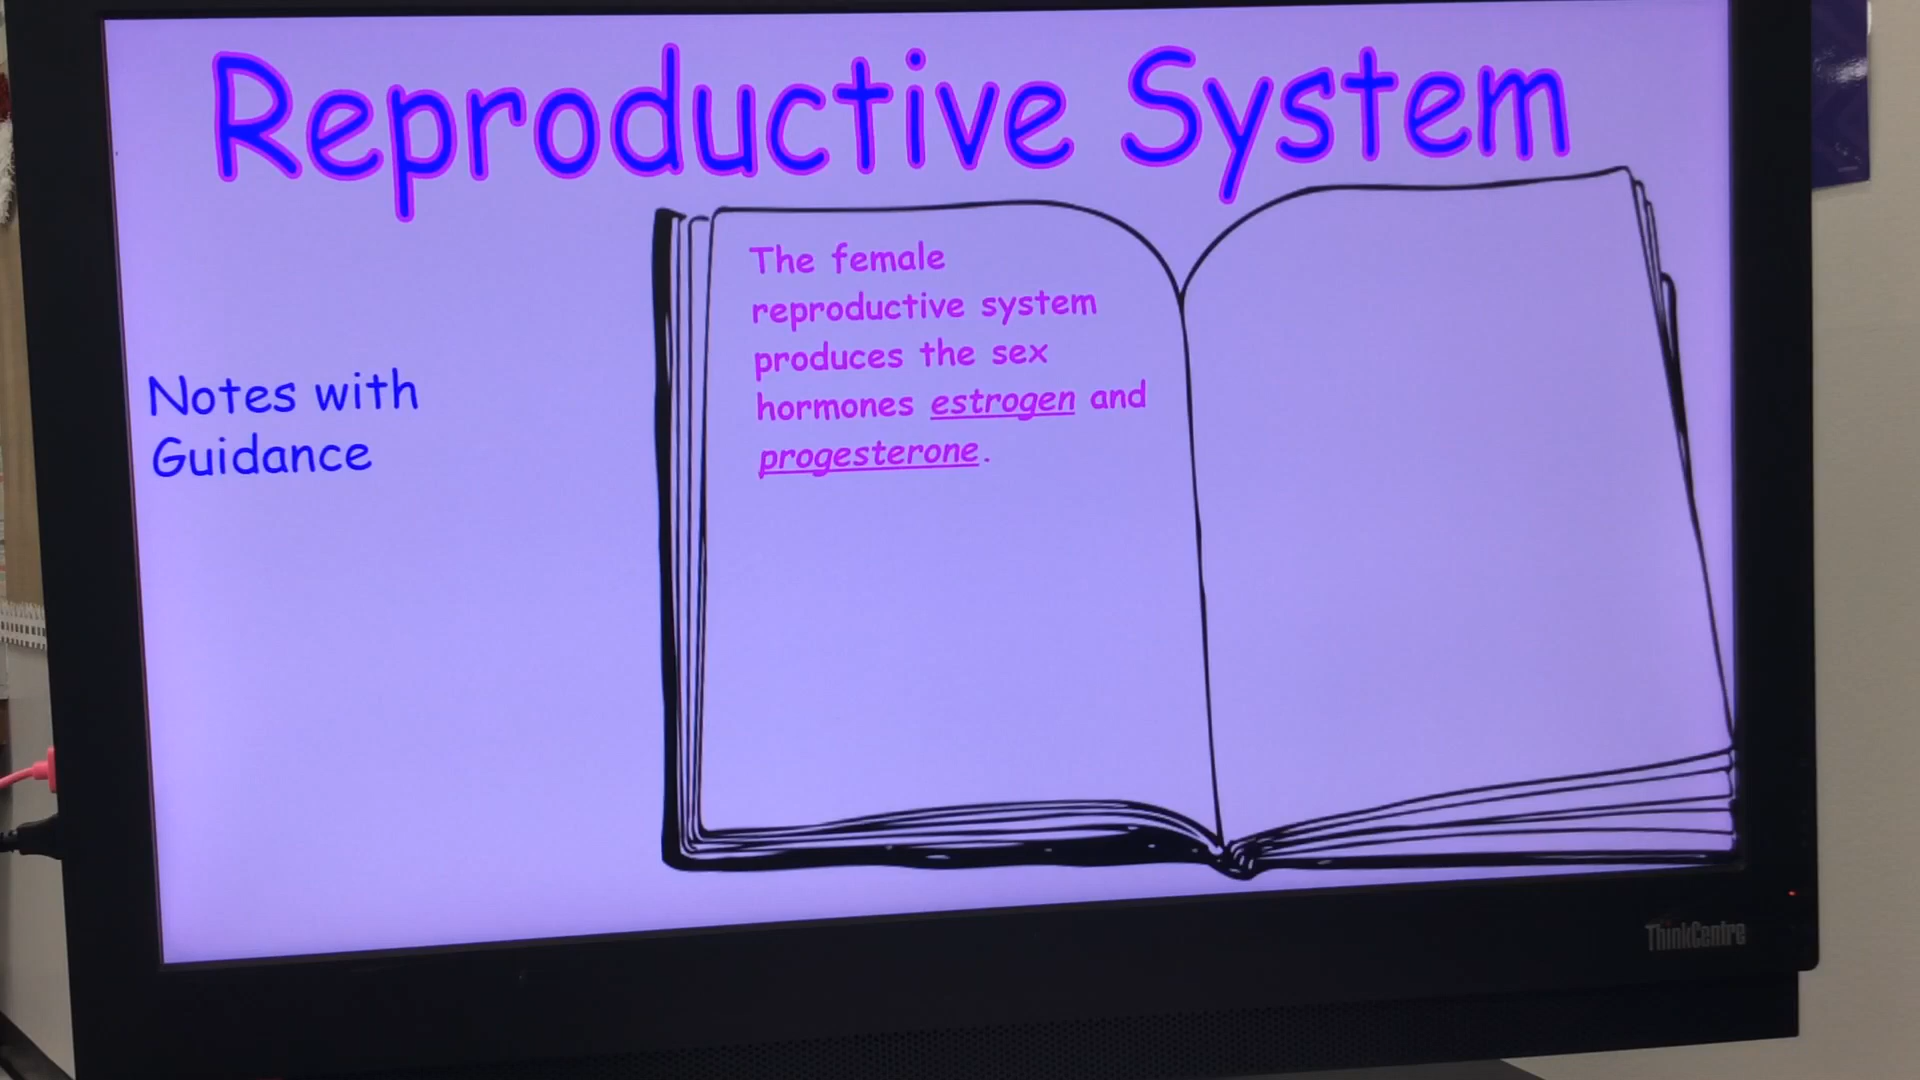 Reproductive System
Notes with
Guidance
The female
reproductive system
produces the sex
hormones estrogen and
progesterone.
ThinkCentre